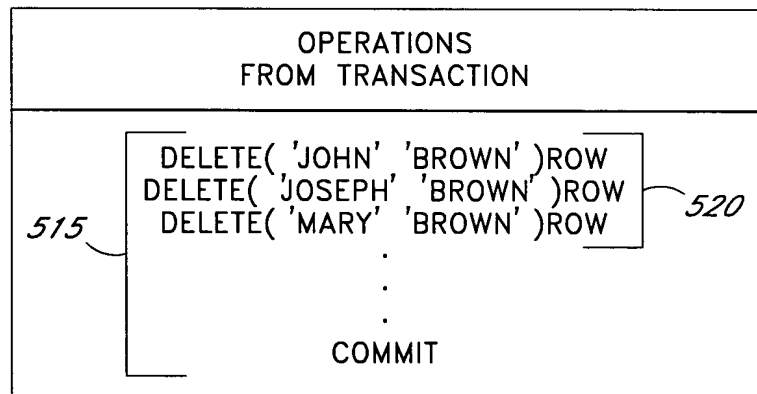 OPERATIONS
FROM TRANSACTION
DELETE( 'JOHN' 'BROWN' )ROW
DELETE( 'JOSEPH' 'BROWN' )ROW
DELETE( 'MARY' 'BROWN' )ROW
515
520
.
.
.
COMMIT